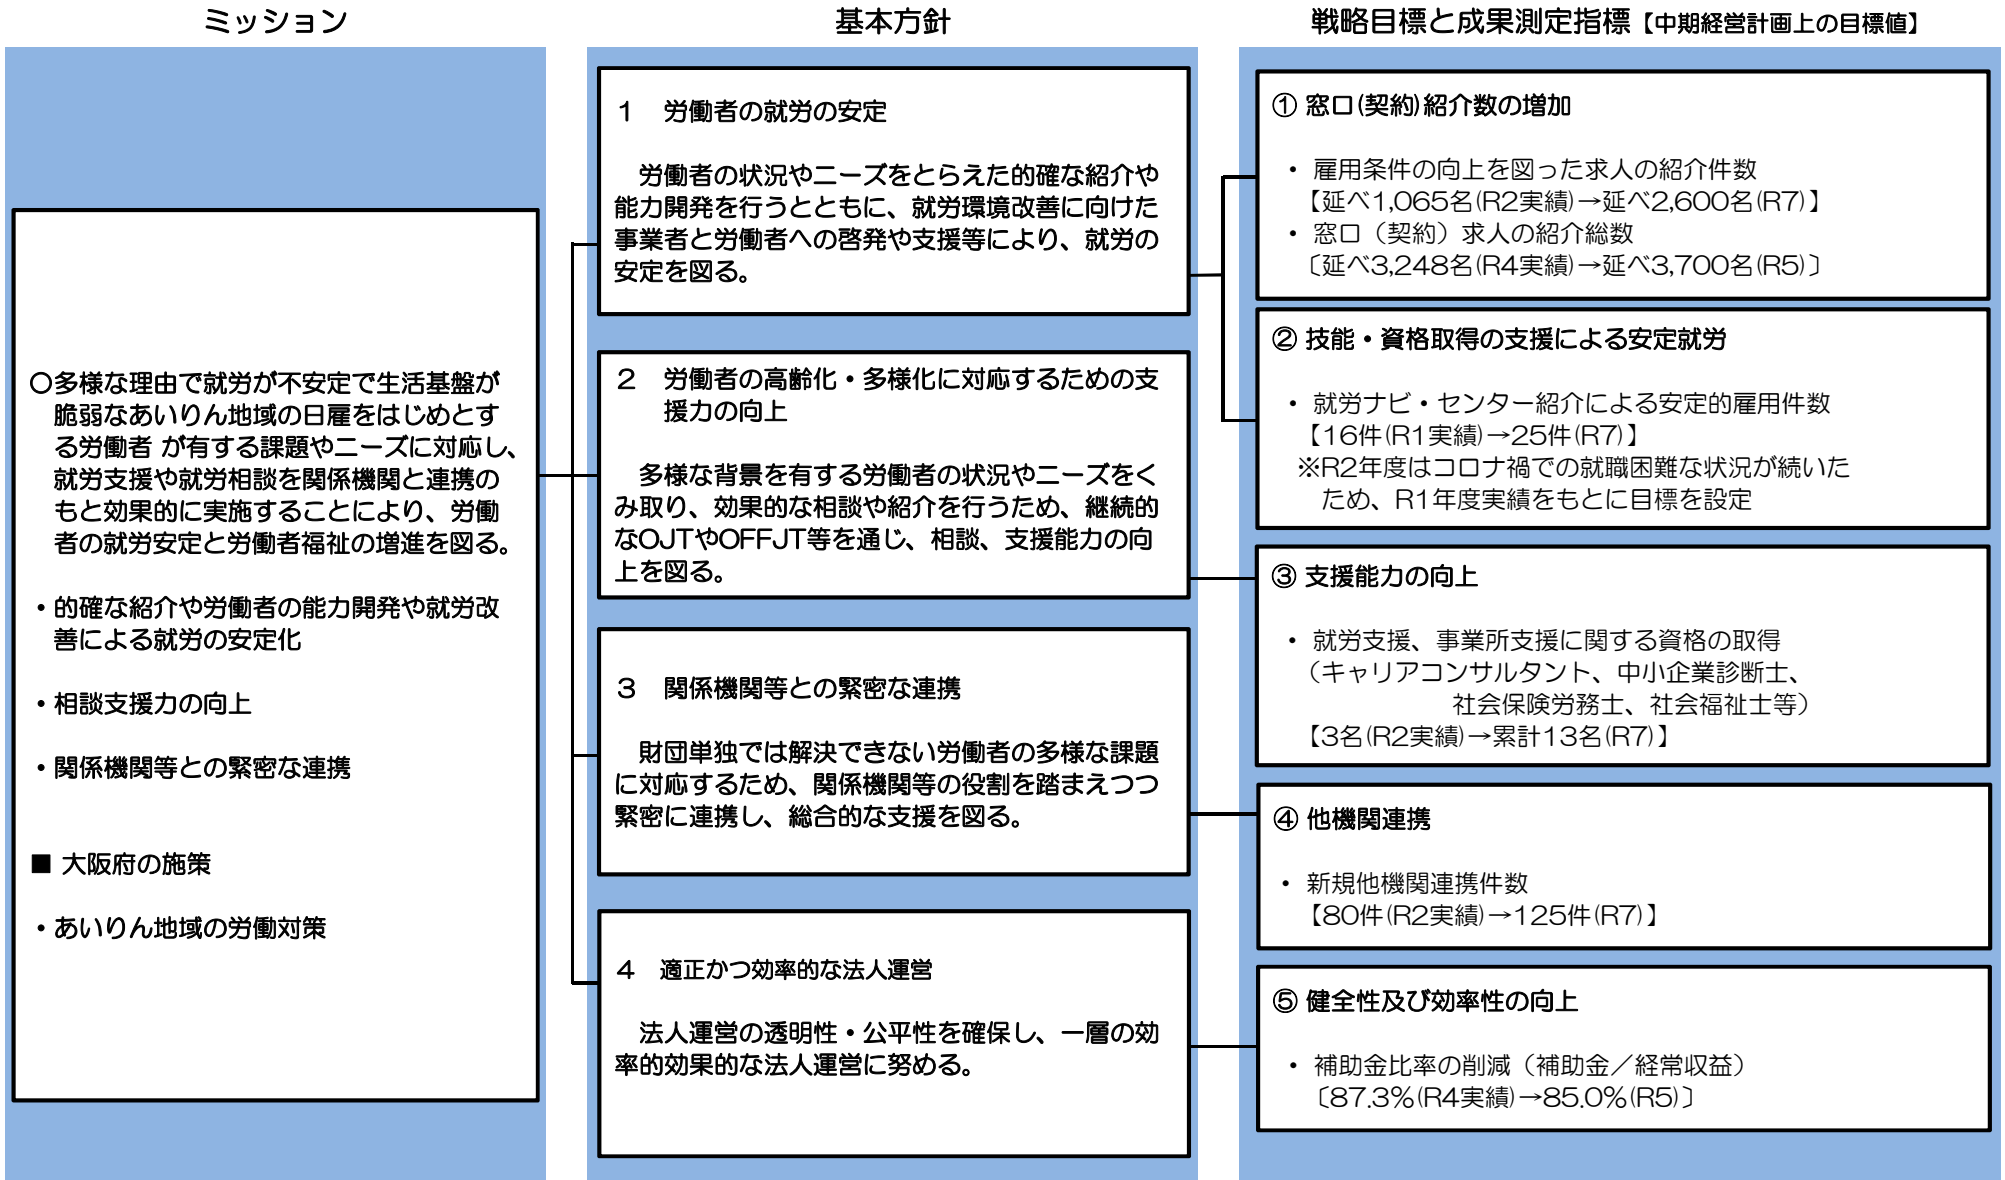 ミッション
○多様な理由で就労が不安定で生活基盤が
脆弱なあいりん地域の日雇をはじめとす
る労働者 が有する課題やニーズに対応し、
就労支援や就労相談を関係機関と連携の
もと効果的に実施することにより、労働
者の就労安定と労働者福祉の増進を図る。
・的確な紹介や労働者の能力開発や就労改
善による就労の安定化
・相談支援力の向上
・関係機関等との緊密な連携
■ 大阪府の施策
・あいりん地域の労働対策
基本方針
1 労働者の就労の安定
労働者の状況やニーズをとらえた的確な紹介や
能力開発を行うとともに、就労環境改善に向けた
事業者と労働者への啓発や支援等により、就労の
安定を図る。
2 労働者の高齢化・多様化に対応するための支
援力の向上
多様な背景を有する労働者の状況やニーズをく
み取り、効果的な相談や紹介を行うため、継続的
なOJTやOFFJT等を通じ、相談、支援能力の向
上を図る。
3 関係機関等との緊密な連携
財団単独では解決できない労働者の多様な課題
に対応するため、関係機関等の役割を踏まえつつ
緊密に連携し、総合的な支援を図る。
4 適正かつ効率的な法人運営
法人運営の透明性・公平性を確保し、一層の効
率的効果的な法人運営に努める。
戦略目標と成果測定指標【中期経営計画上の目標値】
① 窓口(契約)紹介数の増加
・ 雇用条件の向上を図った求人の紹介件数
【延べ1,065名(R2実績)→延べ2,600名(R7)】
・ 窓口（契約）求人の紹介総数
〔延べ3,248名(R4実績)→延べ3,700名(R5)〕
② 技能・資格取得の支援による安定就労
・ 就労ナビ・センター紹介による安定的雇用件数
【16件(R1実績)→25件(R7)】
※R2年度はコロナ禍での就職困難な状況が続いた
ため、R1年度実績をもとに目標を設定
③ 支援能力の向上
・ 就労支援、事業所支援に関する資格の取得
（キャリアコンサルタント、中小企業診断士、
社会保険労務士、社会福祉士等）
【3名(R2実績)→累計13名(R7)】
④ 他機関連携
・ 新規他機関連携件数
【80件(R2実績)→125件(R7)】
⑤ 健全性及び効率性の向上
・ 補助金比率の削減（補助金／経常収益）
〔87.3%(R4実績)→85.0%(R5)〕